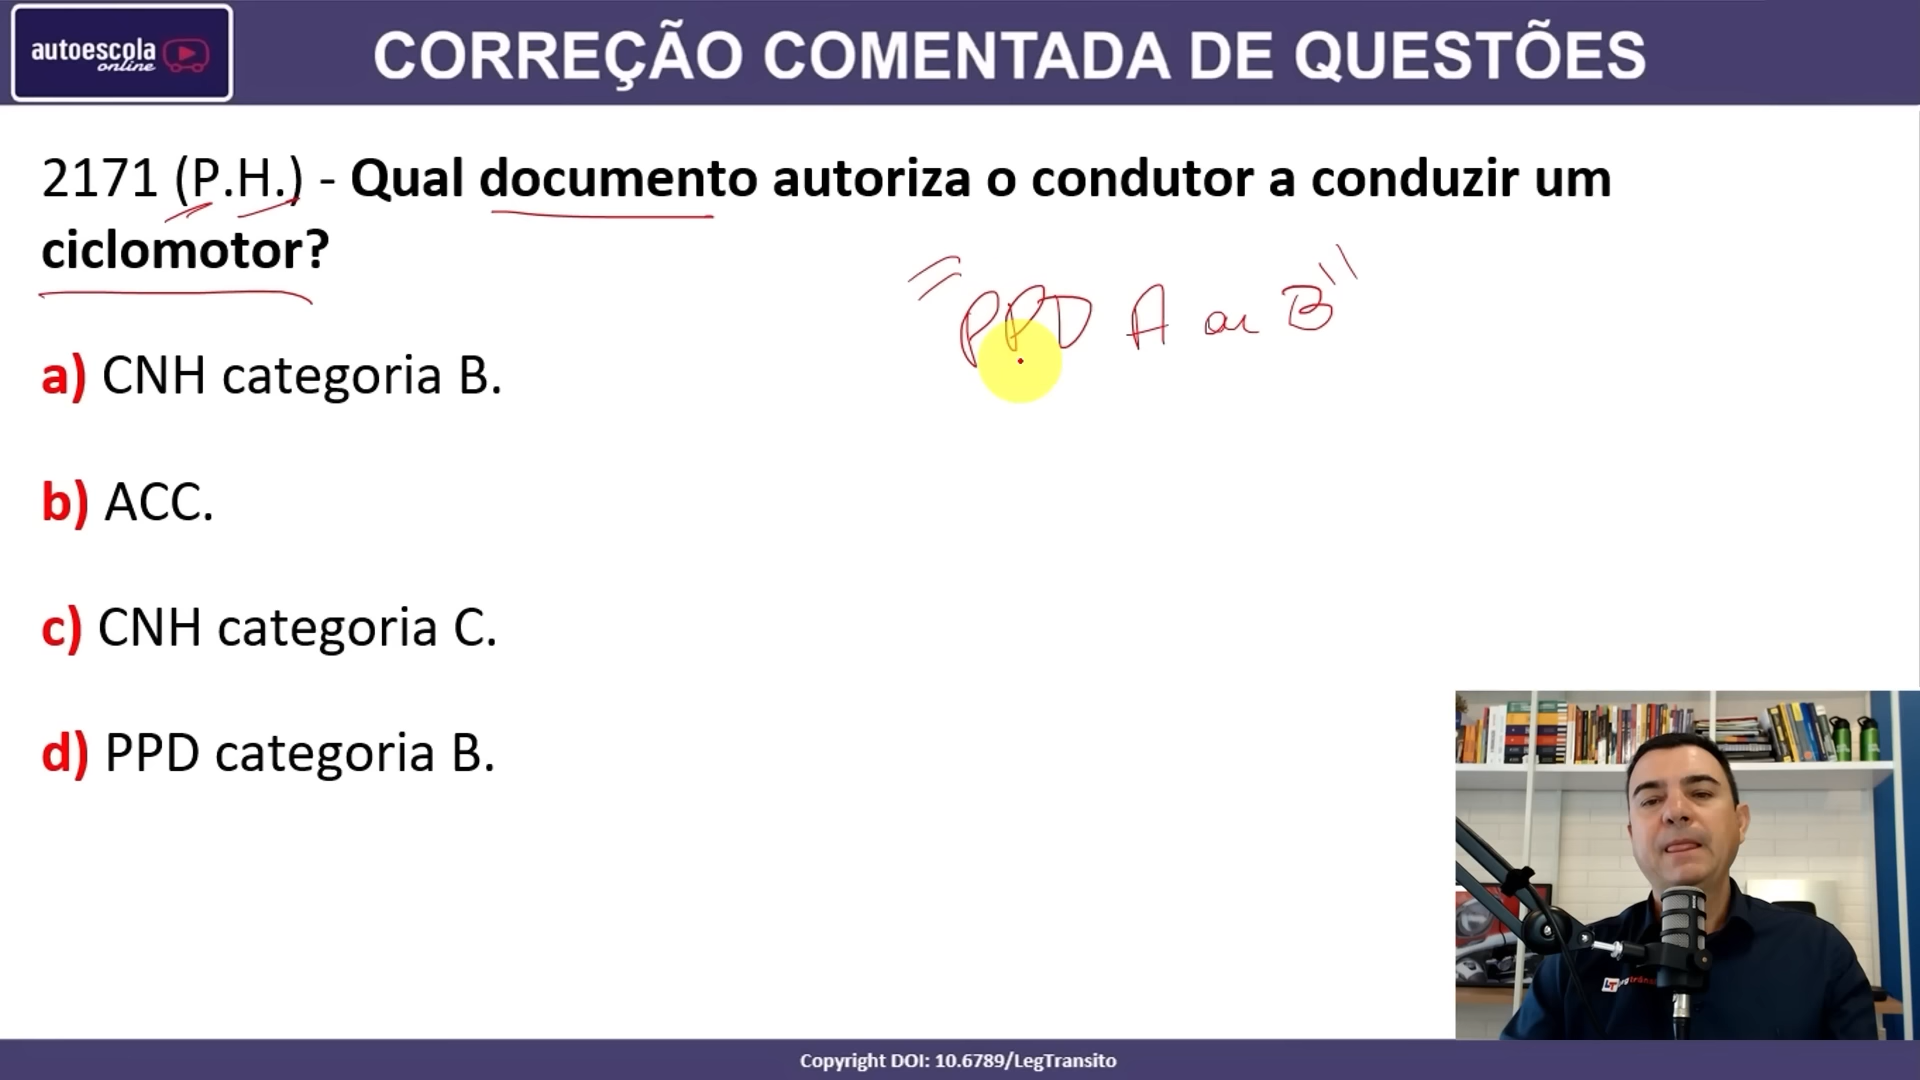 autoescola
online
CORREÇÃO COMENTADA DE QUESTÕES
2171 (P.H.) - Qual documento autoriza o condutor a conduzir um
ciclomotor?
"PPD A ou B"
a) CNH categoria B.
b) ACC.
c) CNH categoria C.
d) PPD categoria B.
LT
Copyright DOI: 10.6789/LegTransito